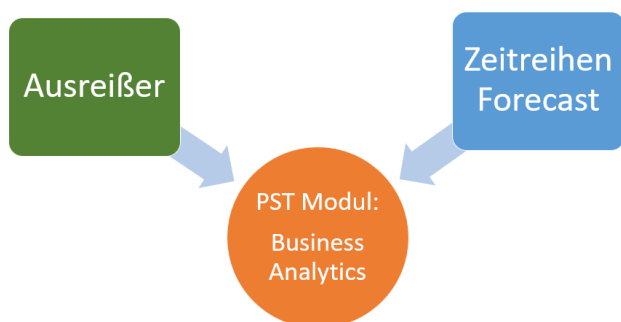 Ausreißer
Zeitreihen
Forecast
PST Modul:
Business
Analytics